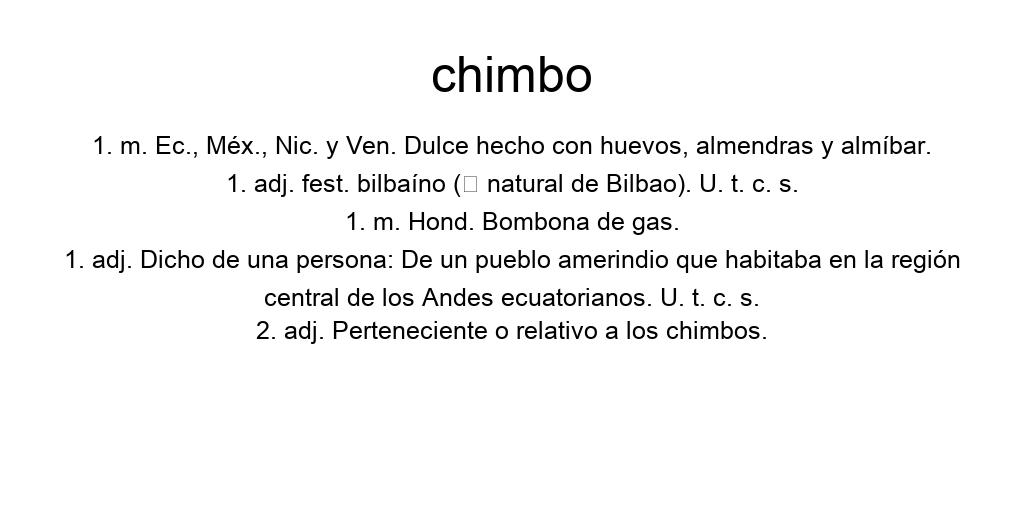 chimbo
1. m. Ec., Méx., Nic. y Ven. Dulce hecho con huevos, almendras y almíbar.
1. adj. fest. bilbaíno (▯ natural de Bilbao). U. t. c. s.
1. m. Hond. Bombona de gas.
1. adj. Dicho de una persona: De un pueblo amerindio que habitaba en la región
central de los Andes ecuatorianos. U. t. c. s.
2. adj. Perteneciente o relativo a los chimbos.